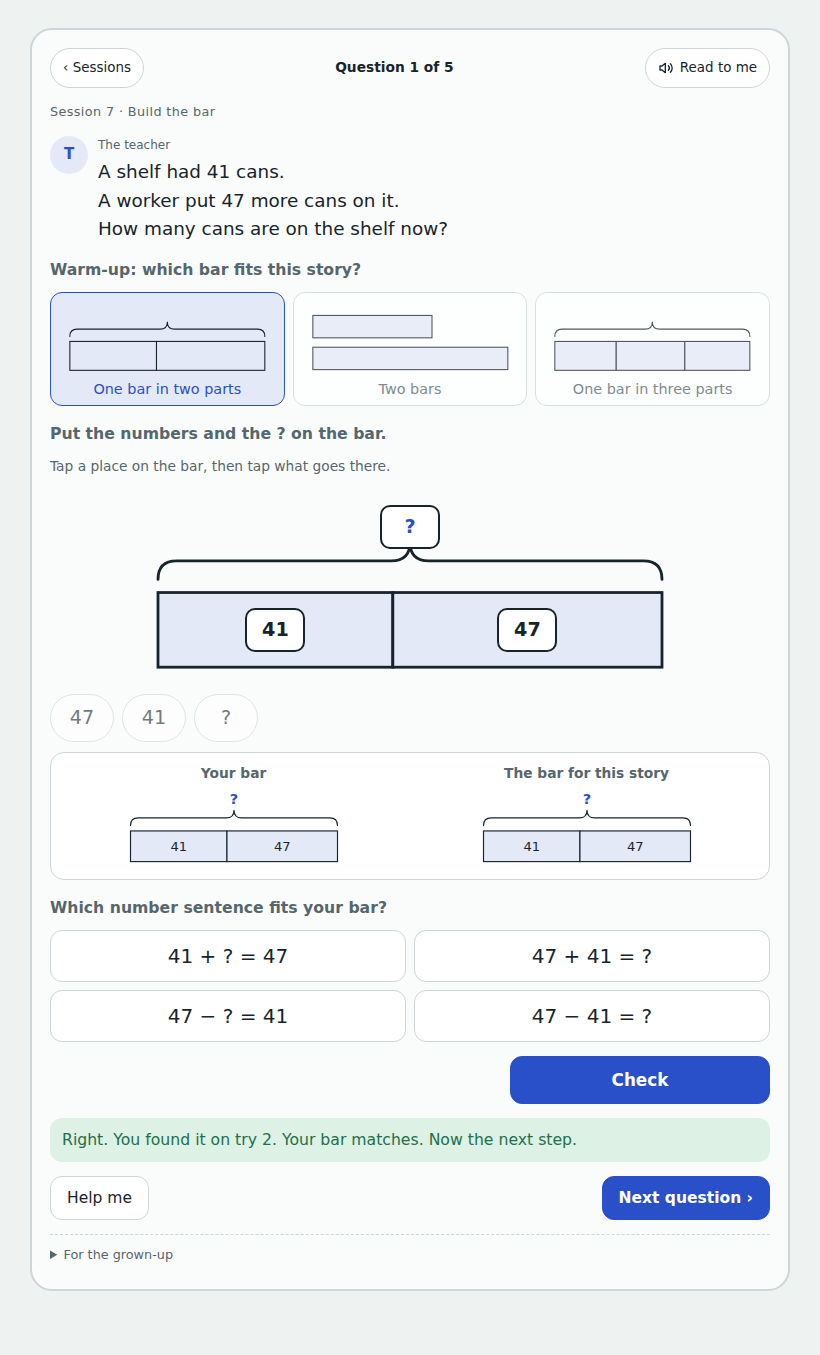 ‹ Sessions
Question 1 of 5
Read to me
Session 7 · Build the bar
T
The teacher
A shelf had 41 cans.
A worker put 47 more cans on it.
How many cans are on the shelf now?
Warm-up: which bar fits this story?
One bar in two parts
Two bars
One bar in three parts
Put the numbers and the ? on the bar.
Tap a place on the bar, then tap what goes there.
?
41
47
47
41
?
Your bar
?
41
47
The bar for this story
?
41
47
Which number sentence fits your bar?
41 + ? = 47
47 + 41 = ?
47 − ? = 41
47 − 41 = ?
Check
Right. You found it on try 2. Your bar matches. Now the next step.
Help me
Next question ›
For the grown-up